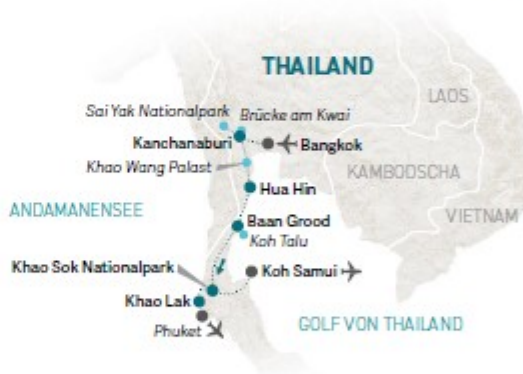 THAILAND
LAOS
Sai Yak Nationalpark
Brücke am Kwai
Kanchanaburi
Bangkok
Khao Wang Palast
KAMBODSCHA
Hua Hin
ANDAMANENSEE
Baan Grood
VIETNAM
Koh Talu
Khao Sok Nationalpark
Koh Samui
Khao Lak
Phuket
GOLF VON THAILAND